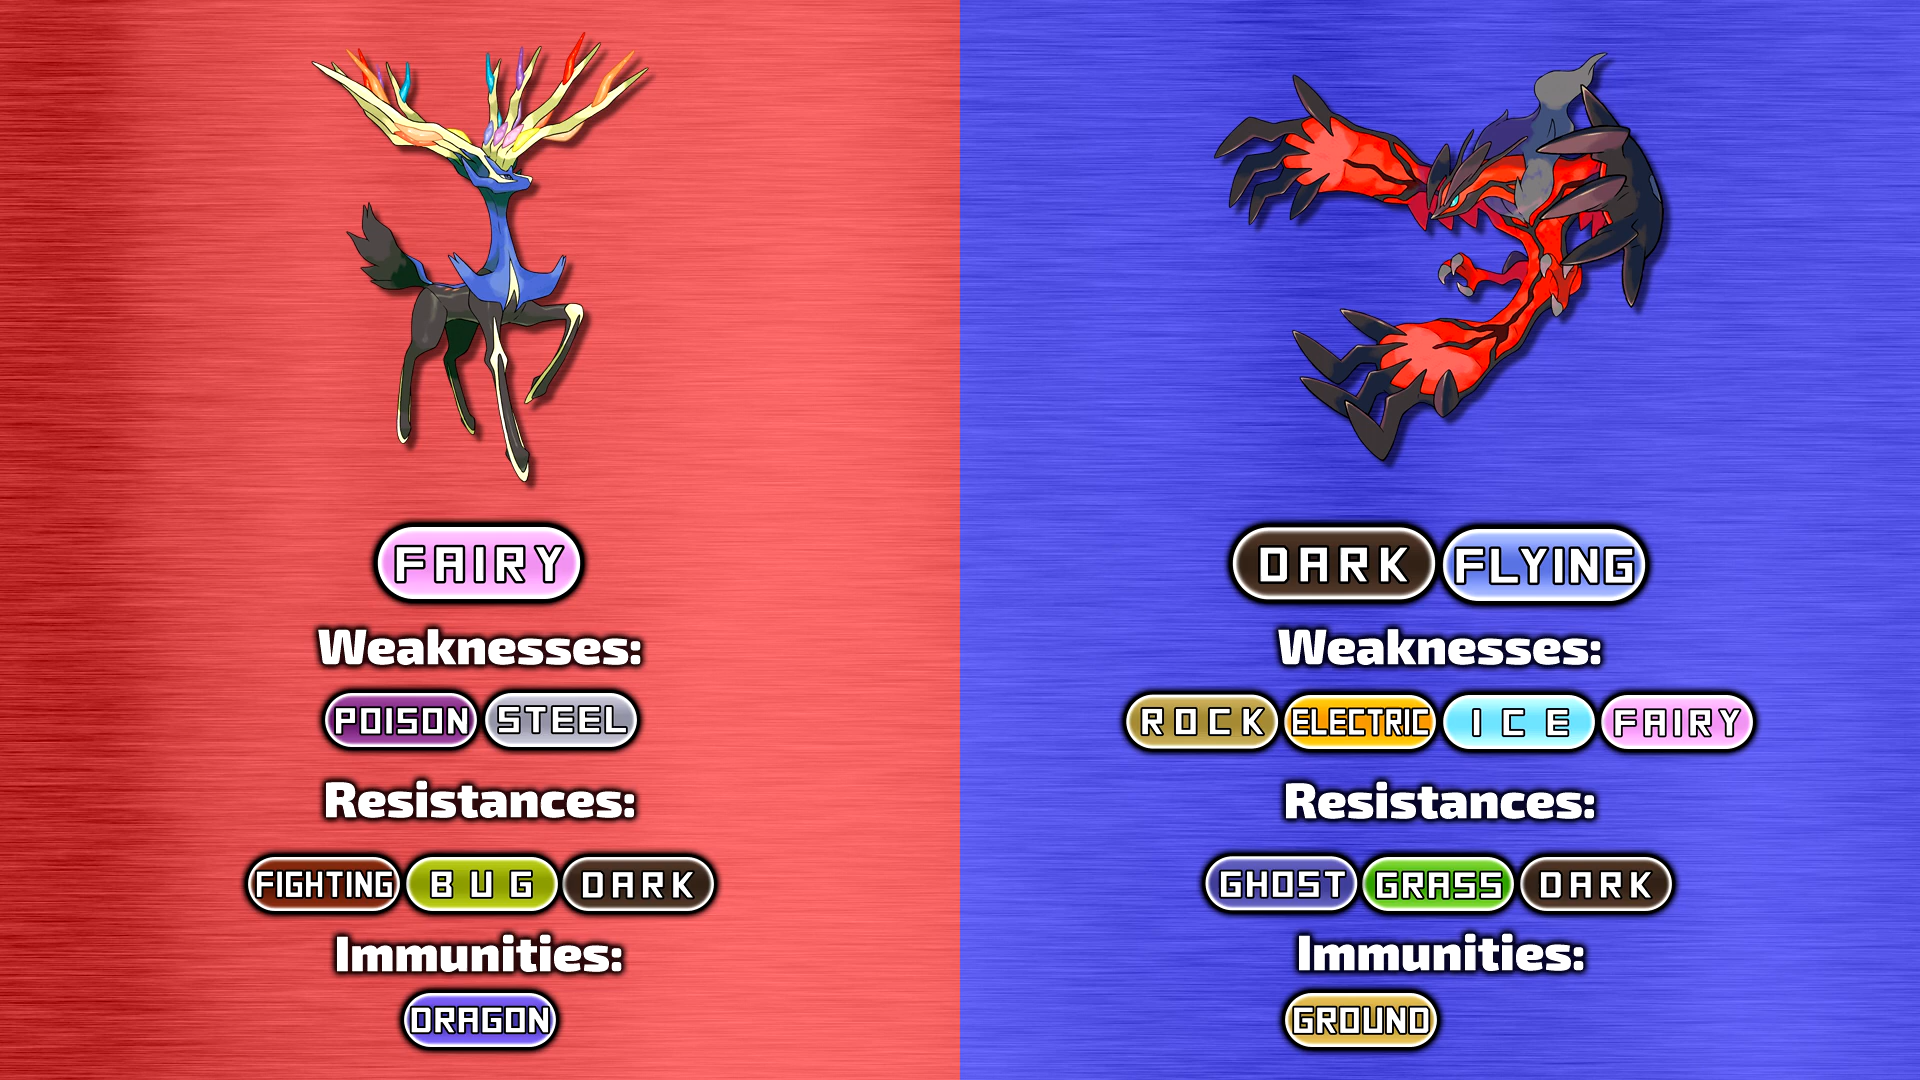 FAIRY
Weaknesses:
POISON STEEL
Resistances:
FIGHTING BUG DARK
Immunities:
DRAGON
DARK FLYING
Weaknesses:
ROCK ELECTRIC ICE FAIRY
Resistances:
GHOST GRASS DARK
Immunities:
GROUND